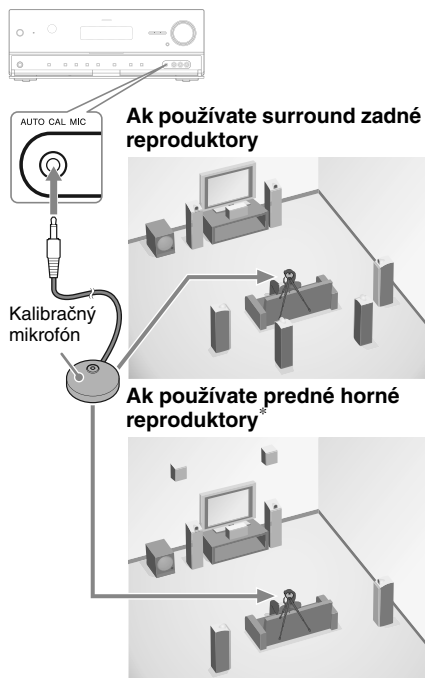 AUTO CAL MIC
Ak používate surround zadné
reproduktory
Kalibračný
mikrofón
Ak používate predné horné
reproduktory*